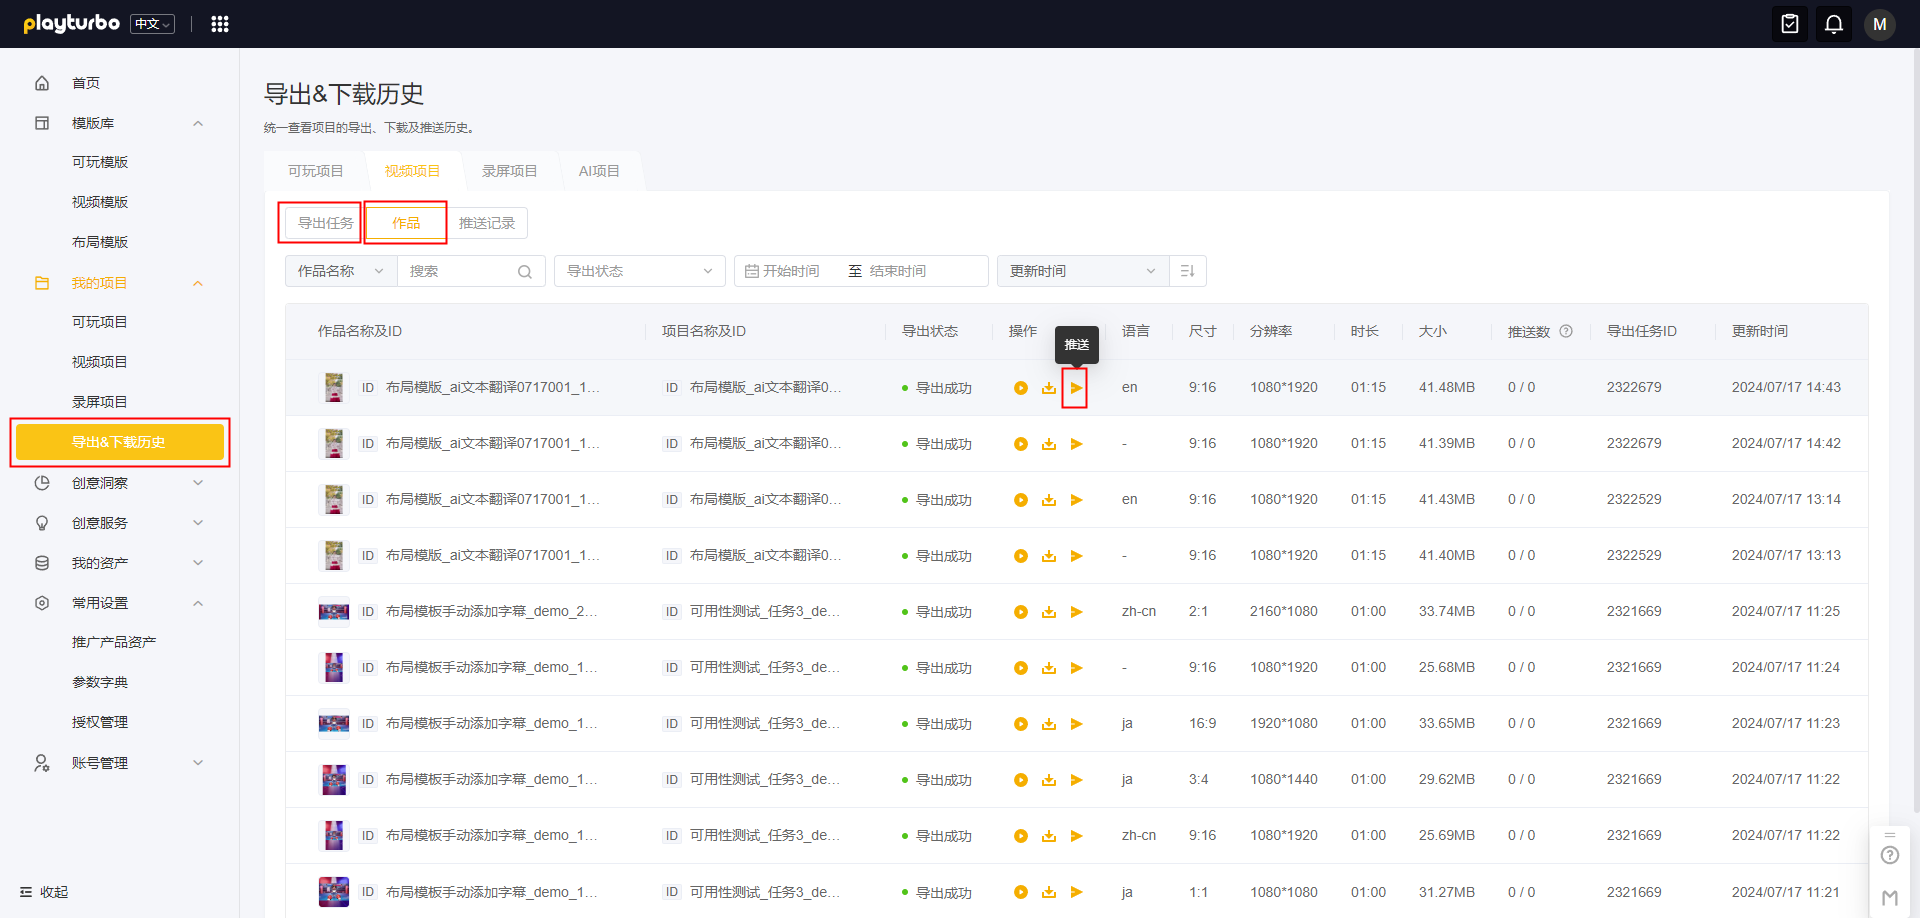 playturbo 中文 M
首页
模版库
可玩模版
视频模版
布局模版
我的项目
可玩项目
视频项目
录屏项目
导出&下载历史
创意洞察
创意服务
我的资产
常用设置
推广产品资产
参数字典
授权管理
账号管理
收起
导出&下载历史
统一查看项目的导出、下载及推送历史。
可玩项目 视频项目 录屏项目 AI项目
导出任务 作品 推送记录
作品名称 搜索 导出状态 开始时间 至 结束时间 更新时间
作品名称及ID 项目名称及ID 导出状态 操作 语言 尺寸 分辨率 时长 大小 推送数 导出任务ID 更新时间
推送
ID 布局模版_ai文本翻译0717001_1... ID 布局模版_ai文本翻译0... 导出成功 en 9:16 1080*1920 01:15 41.48MB 0 / 0 2322679 2024/07/17 14:43
ID 布局模版_ai文本翻译0717001_1... ID 布局模版_ai文本翻译0... 导出成功 - 9:16 1080*1920 01:15 41.39MB 0 / 0 2322679 2024/07/17 14:42
ID 布局模版_ai文本翻译0717001_1... ID 布局模版_ai文本翻译0... 导出成功 en 9:16 1080*1920 01:15 41.43MB 0 / 0 2322529 2024/07/17 13:14
ID 布局模版_ai文本翻译0717001_1... ID 布局模版_ai文本翻译0... 导出成功 - 9:16 1080*1920 01:15 41.40MB 0 / 0 2322529 2024/07/17 13:13
ID 布局模板手动添加字幕_demo_2... ID 可用性测试_任务3_de... 导出成功 zh-cn 2:1 2160*1080 01:00 33.74MB 0 / 0 2321669 2024/07/17 11:25
ID 布局模板手动添加字幕_demo_1... ID 可用性测试_任务3_de... 导出成功 - 9:16 1080*1920 01:00 25.68MB 0 / 0 2321669 2024/07/17 11:24
ID 布局模板手动添加字幕_demo_1... ID 可用性测试_任务3_de... 导出成功 ja 16:9 1920*1080 01:00 33.65MB 0 / 0 2321669 2024/07/17 11:23
ID 布局模板手动添加字幕_demo_1... ID 可用性测试_任务3_de... 导出成功 ja 3:4 1080*1440 01:00 29.62MB 0 / 0 2321669 2024/07/17 11:22
ID 布局模板手动添加字幕_demo_1... ID 可用性测试_任务3_de... 导出成功 zh-cn 9:16 1080*1920 01:00 25.69MB 0 / 0 2321669 2024/07/17 11:22
ID 布局模板手动添加字幕_demo_1... ID 可用性测试_任务3_de... 导出成功 ja 1:1 1080*1080 01:00 31.27MB 0 / 0 2321669 2024/07/17 11:21